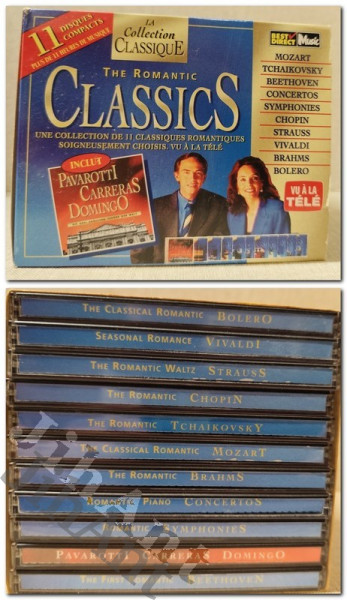 11 DISQUES
COMPACTS
PLUS DE 11 HEURES DE MUSIQUE
LA
Collection
CLASSIQUE
BEST
DIRECT
Music
THE ROMANTIC
CLASSICS
UNE COLLECTION DE 11 CLASSIQUES ROMANTIQUES
SOIGNEUSEMENT CHOISIS. VU À LA TÉLÉ
MOZART
TCHAIKOVSKY
BEETHOVEN
CONCERTOS
SYMPHONIES
CHOPIN
STRAUSS
VIVALDI
BRAHMS
BOLERO
INCLUT
PAVAROTTI
CARRERAS
DOMINGO
VU À LA
TÉLÉ
THE CLASSICAL ROMANTIC BOLERO
SEASONAL ROMANCE VIVALDI
THE ROMANTIC WALTZ STRAUSS
THE ROMANTIC CHOPIN
THE ROMANTIC TCHAIKOVSKY
THE CLASSICAL ROMANTIC MOZART
THE ROMANTIC BRAHMS
ROMANTIC PIANO CONCERTOS
ROMANTIC SYMPHONIES
PAVAROTTI CARRERAS DOMINGO
THE FIRST BEETHOVEN